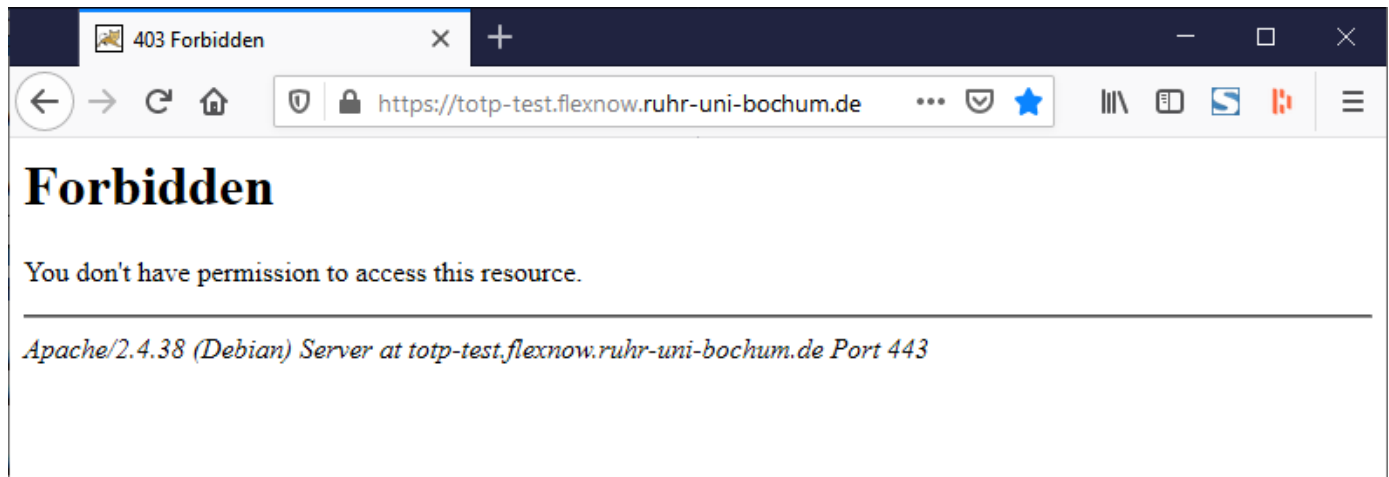 403 Forbidden
https://totp-test.flexnow.ruhr-uni-bochum.de
Forbidden
You don't have permission to access this resource.
Apache/2.4.38 (Debian) Server at totp-test.flexnow.ruhr-uni-bochum.de Port 443